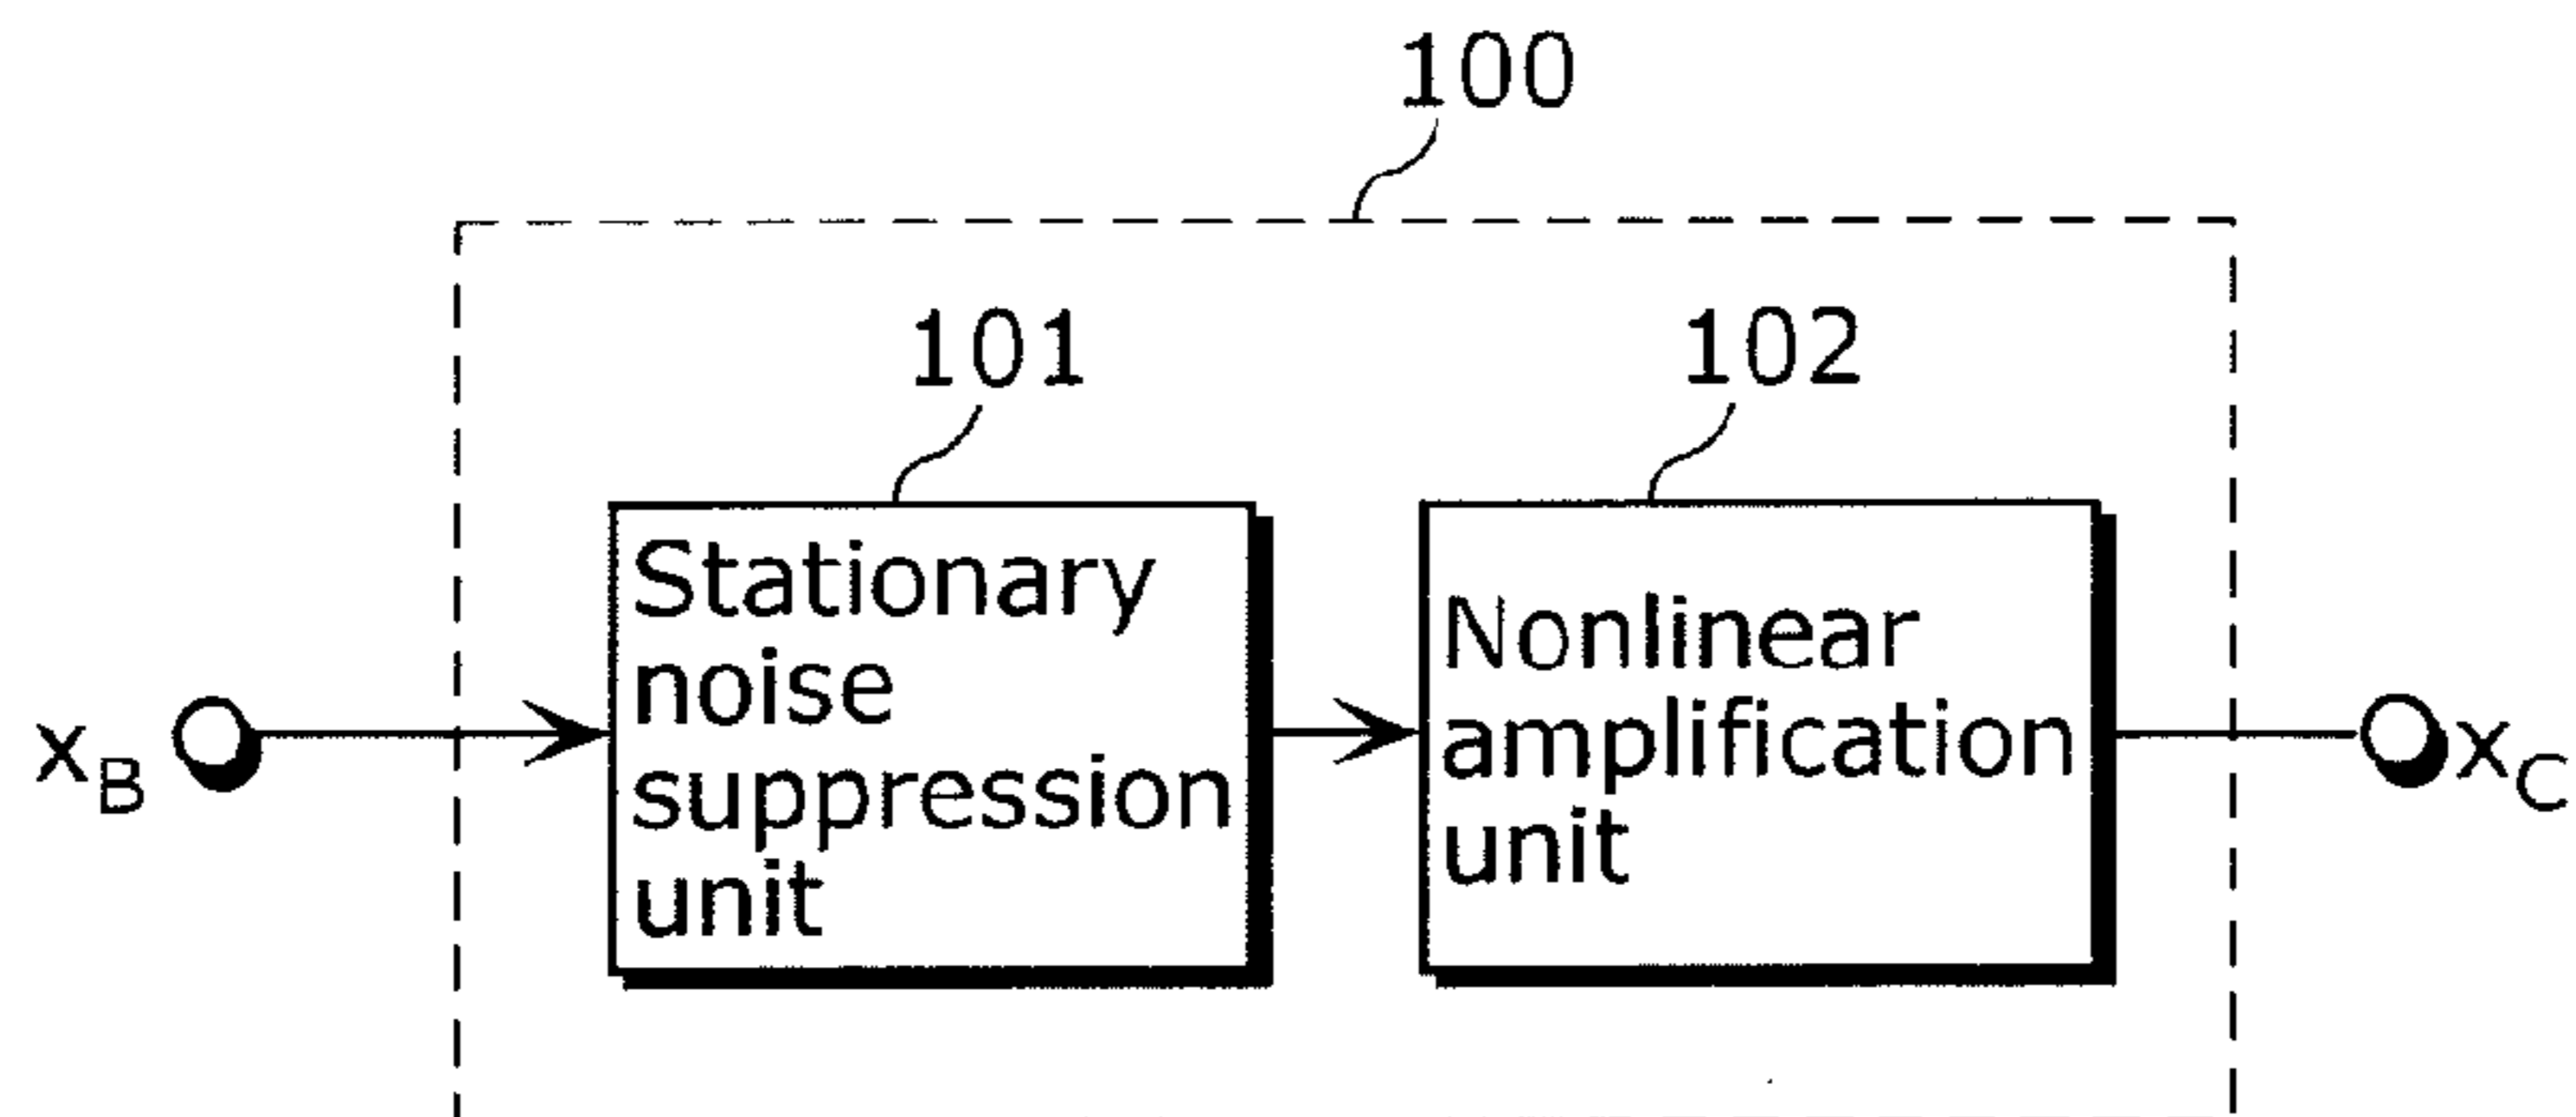 100
101
102
Stationary
noise
suppression
unit
Nonlinear
amplification
unit
xB
xC